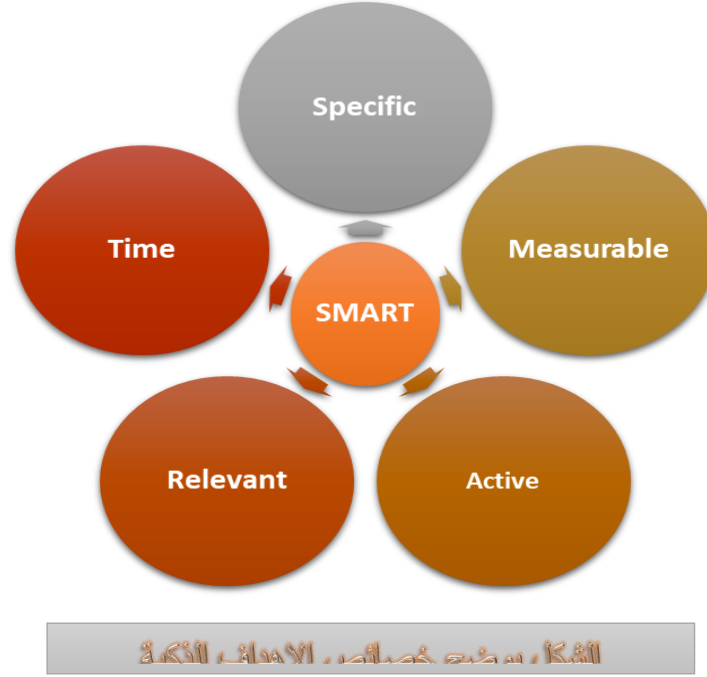 Specific
Measurable
Active
Relevant
Time
SMART
الشكل يوضح خصائص الاهداف الذكية